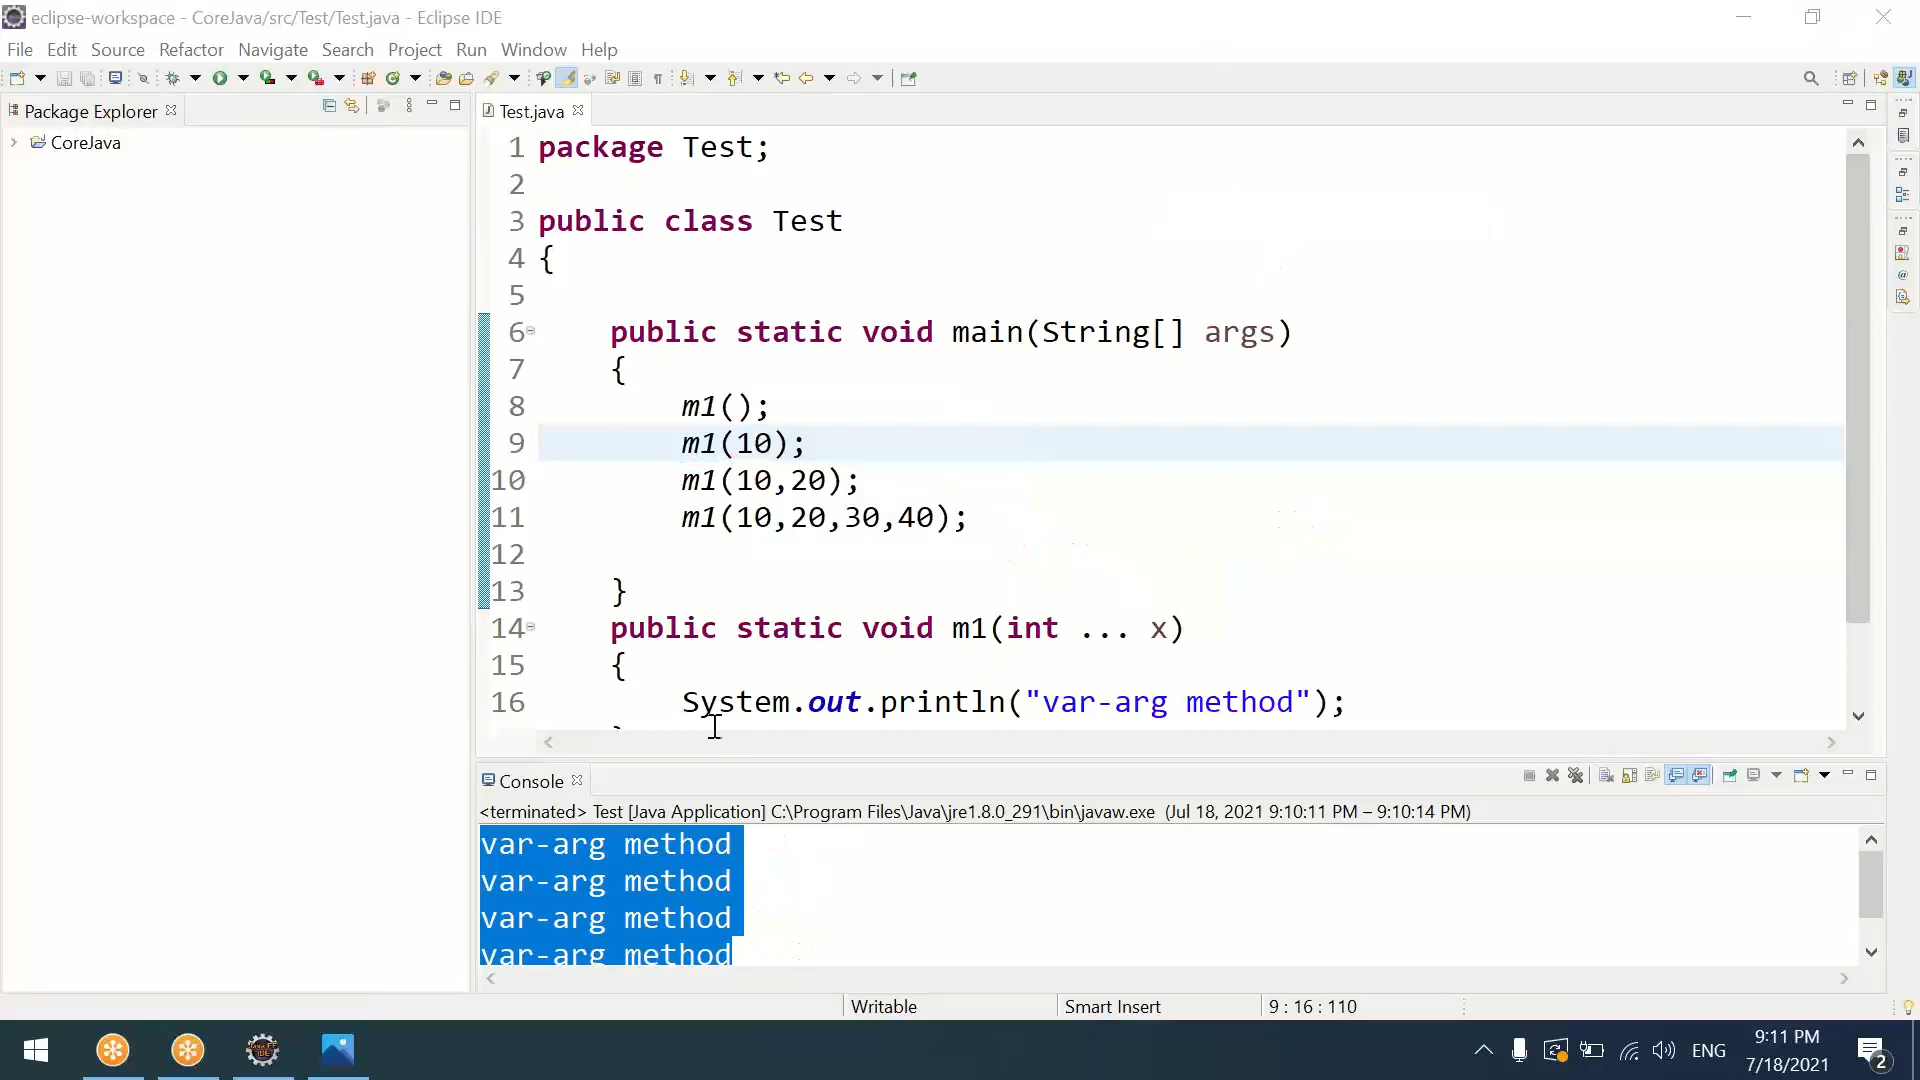 eclipse-workspace - CoreJava/src/Test/Test.java - Eclipse IDE
File Edit Source Refactor Navigate Search Project Run Window Help
Package Explorer
CoreJava
Test.java
1 package Test;
2
3 public class Test
4 {
5
6 public static void main(String[] args)
7 {
8 m1();
9 m1(10);
10 m1(10,20);
11 m1(10,20,30,40);
12
13 }
14 public static void m1(int ... x)
15 {
16 System.out.println("var-arg method");
Console
<terminated> Test [Java Application] C:\Program Files\Java\jre1.8.0_291\bin\javaw.exe (Jul 18, 2021 9:10:11 PM – 9:10:14 PM)
var-arg method
var-arg method
var-arg method
var-arg method
Writable Smart Insert 9 : 16 : 110
ENG
9:11 PM
7/18/2021
2